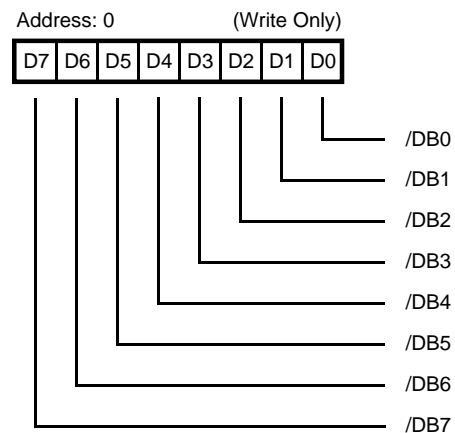 Address: 0 (Write Only)
D7 D6 D5 D4 D3 D2 D1 D0
/DB0
/DB1
/DB2
/DB3
/DB4
/DB5
/DB6
/DB7